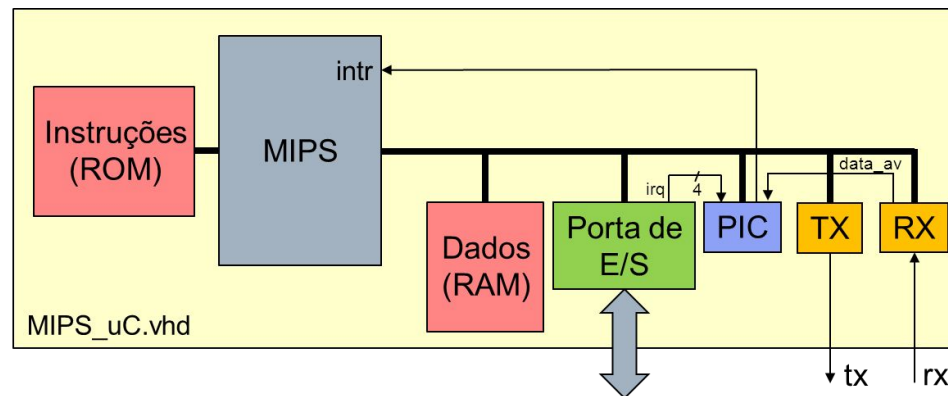 intr
Instruções
(ROM)
MIPS
data_av
irq
4
Dados
(RAM)
Porta de
E/S
PIC
TX
RX
MIPS_uC.vhd
tx
rx